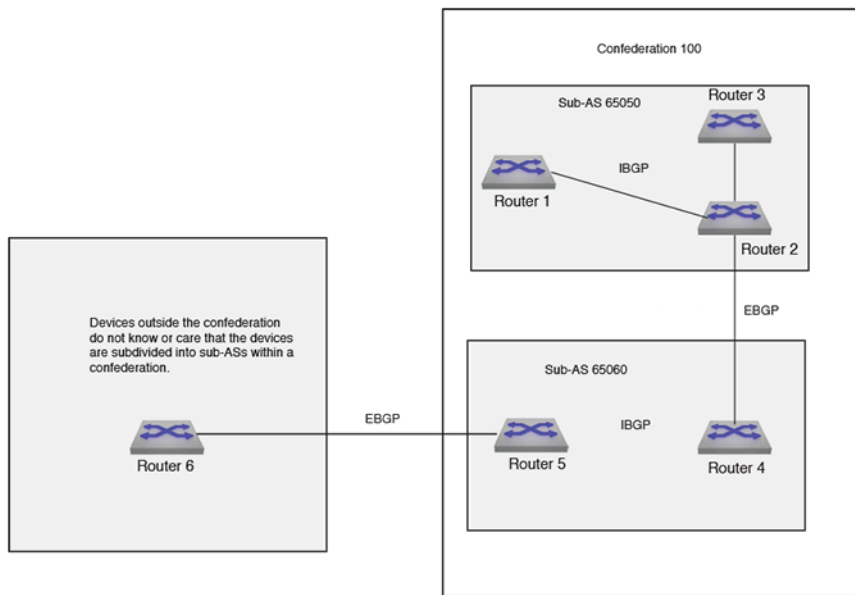 Confederation 100
Sub-AS 65050
Router 3
IBGP
Router 1
Router 2
EBGP
Devices outside the confederation
do not know or care that the devices
are subdivided into sub-ASs within a
confederation.
Sub-AS 65060
EBGP
IBGP
Router 6
Router 5
Router 4